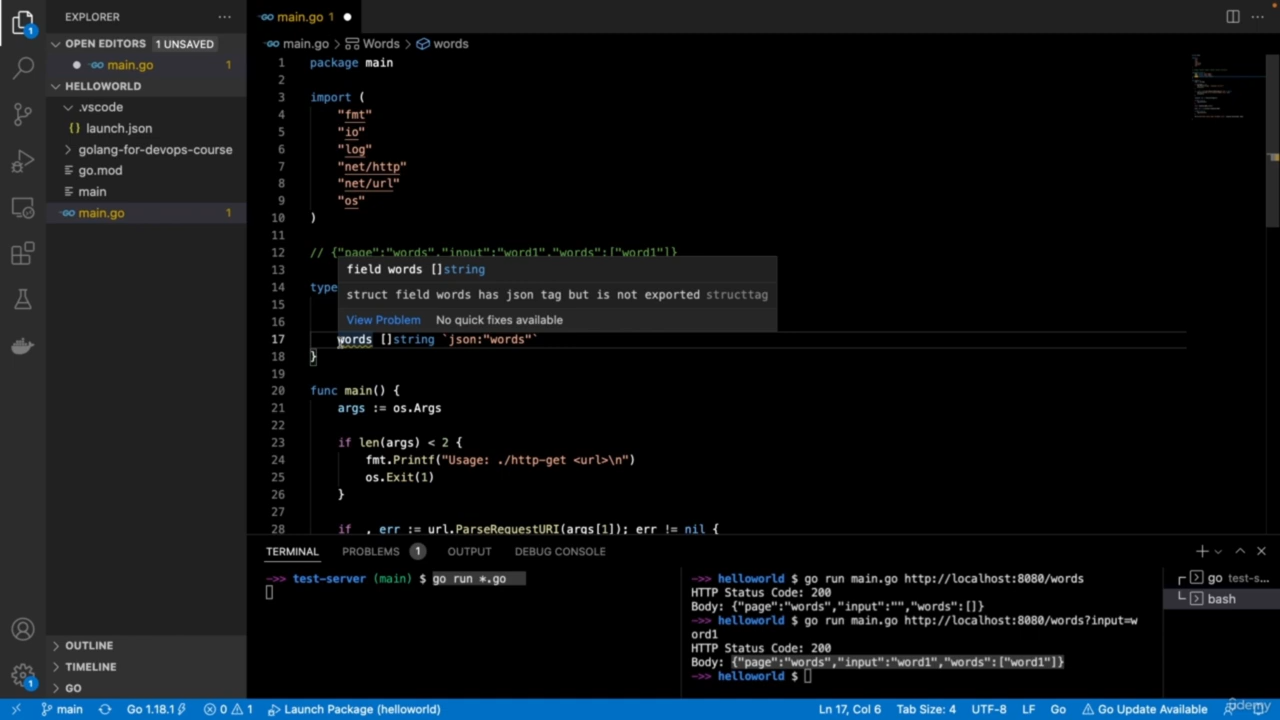 EXPLORER
main.go 1
OPEN EDITORS 1 UNSAVED
main.go 1
main.go > Words > words
HELLOWORLD
.vscode
launch.json
golang-for-devops-course
go.mod
main
main.go 1
1 package main
2
3 import (
4 "fmt"
5 "io"
6 "log"
7 "net/http"
8 "net/url"
9 "os"
10 )
11
12 // {"page":"words","input":"word1","words":["word1"]}
13
14 type
15
16
field words []string
struct field words has json tag but is not exported structtag
View Problem No quick fixes available
17 words []string `json:"words"`
18 }
19
20 func main() {
21 args := os.Args
22
23 if len(args) < 2 {
24 fmt.Printf("Usage: ./http-get <url>\n")
25 os.Exit(1)
26 }
27
28 if _, err := url.ParseRequestURI(args[1]); err != nil {
TERMINAL PROBLEMS 1 OUTPUT DEBUG CONSOLE
->> test-server (main) $ go run *.go
->> helloworld $ go run main.go http://localhost:8080/words
HTTP Status Code: 200
Body: {"page":"words","input":"","words":[]}
->> helloworld $ go run main.go http://localhost:8080/words?input=w
ord1
HTTP Status Code: 200
Body: {"page":"words","input":"word1","words":["word1"]}
->> helloworld $
go test-s...
bash
OUTLINE
TIMELINE
GO
1
1
main Go 1.18.1 0 1 Launch Package (helloworld) Ln 17, Col 6 Tab Size: 4 UTF-8 LF Go Go Update Available
udemy